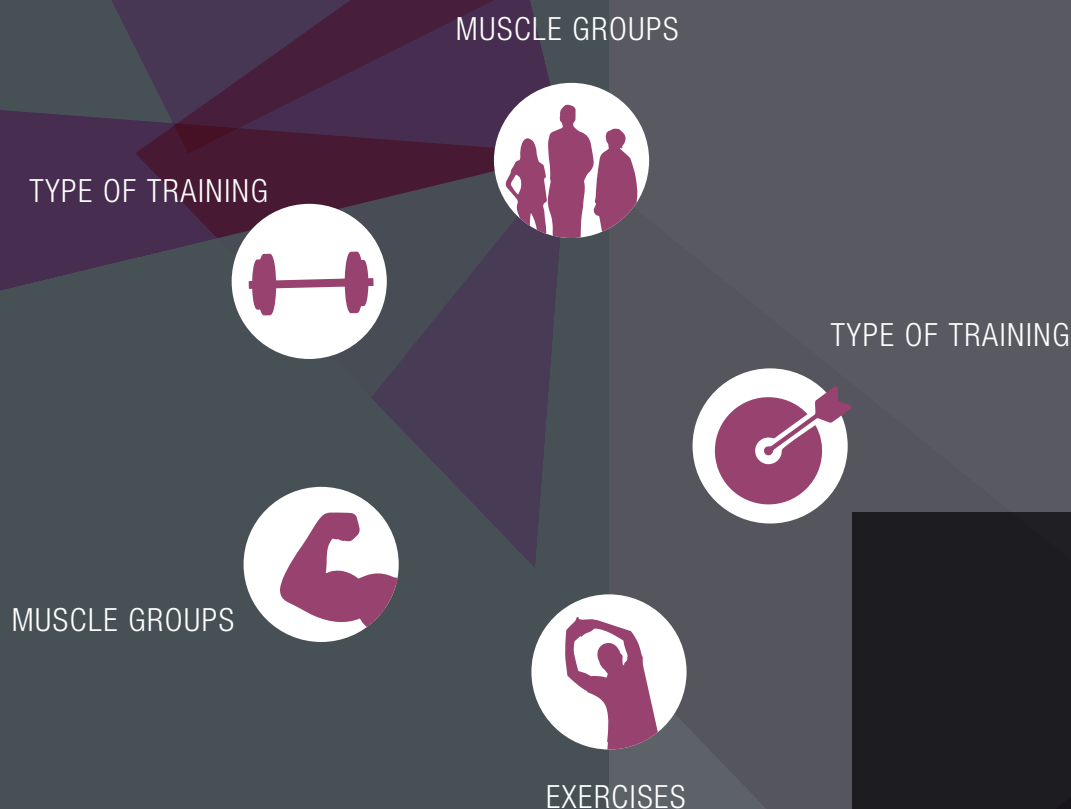 MUSCLE GROUPS
TYPE OF TRAINING
TYPE OF TRAINING
MUSCLE GROUPS
EXERCISES